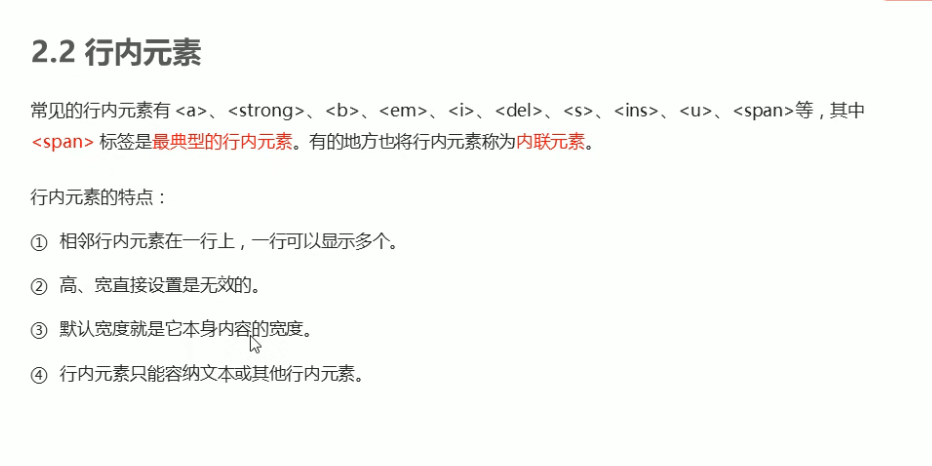 2.2 行内元素
常见的行内元素有 <a>、<strong>、<b>、<em>、<i>、<del>、<s>、<ins>、<u>、<span>等，其中
<span> 标签是最典型的行内元素。有的地方也将行内元素称为内联元素。
行内元素的特点：
① 相邻行内元素在一行上，一行可以显示多个。
② 高、宽直接设置是无效的。
③ 默认宽度就是它本身内容的宽度。
④ 行内元素只能容纳文本或其他行内元素。